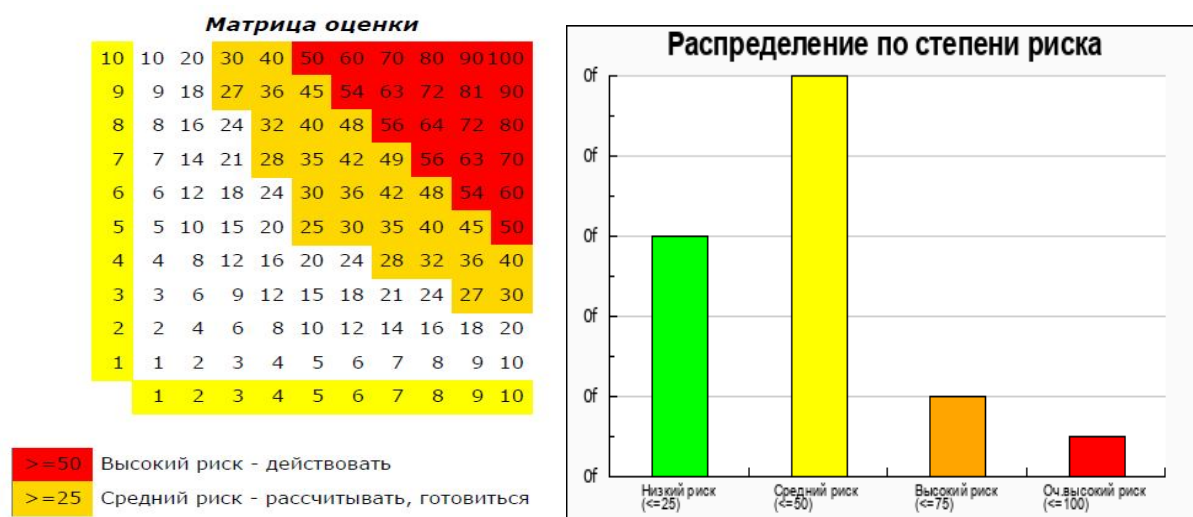 Матрица оценки
10 10 20 30 40 50 60 70 80 90 100
9 9 18 27 36 45 54 63 72 81 90
8 8 16 24 32 40 48 56 64 72 80
7 7 14 21 28 35 42 49 56 63 70
6 6 12 18 24 30 36 42 48 54 60
5 5 10 15 20 25 30 35 40 45 50
4 4 8 12 16 20 24 28 32 36 40
3 3 6 9 12 15 18 21 24 27 30
2 2 4 6 8 10 12 14 16 18 20
1 1 2 3 4 5 6 7 8 9 10
1 2 3 4 5 6 7 8 9 10
>=50 Высокий риск - действовать
>=25 Средний риск - рассчитывать, готовиться
Распределение по степени риска
0f
0f
0f
0f
0f
0f
Низкий риск Средний риск Высокий риск Оч.высокий риск
(<=25) (<=50) (<=75) (<=100)